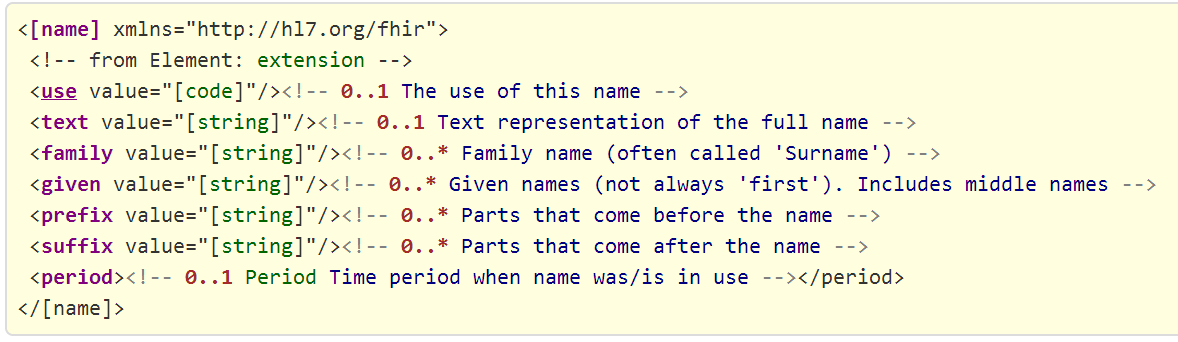 <[name] xmlns="http://hl7.org/fhir">
<!-- from Element: extension -->
<use value="[code]"/><!-- 0..1 The use of this name -->
<text value="[string]"/><!-- 0..1 Text representation of the full name -->
<family value="[string]"/><!-- 0..* Family name (often called 'Surname') -->
<given value="[string]"/><!-- 0..* Given names (not always 'first'). Includes middle names -->
<prefix value="[string]"/><!-- 0..* Parts that come before the name -->
<suffix value="[string]"/><!-- 0..* Parts that come after the name -->
<period><!-- 0..1 Period Time period when name was/is in use --></period>
</[name]>